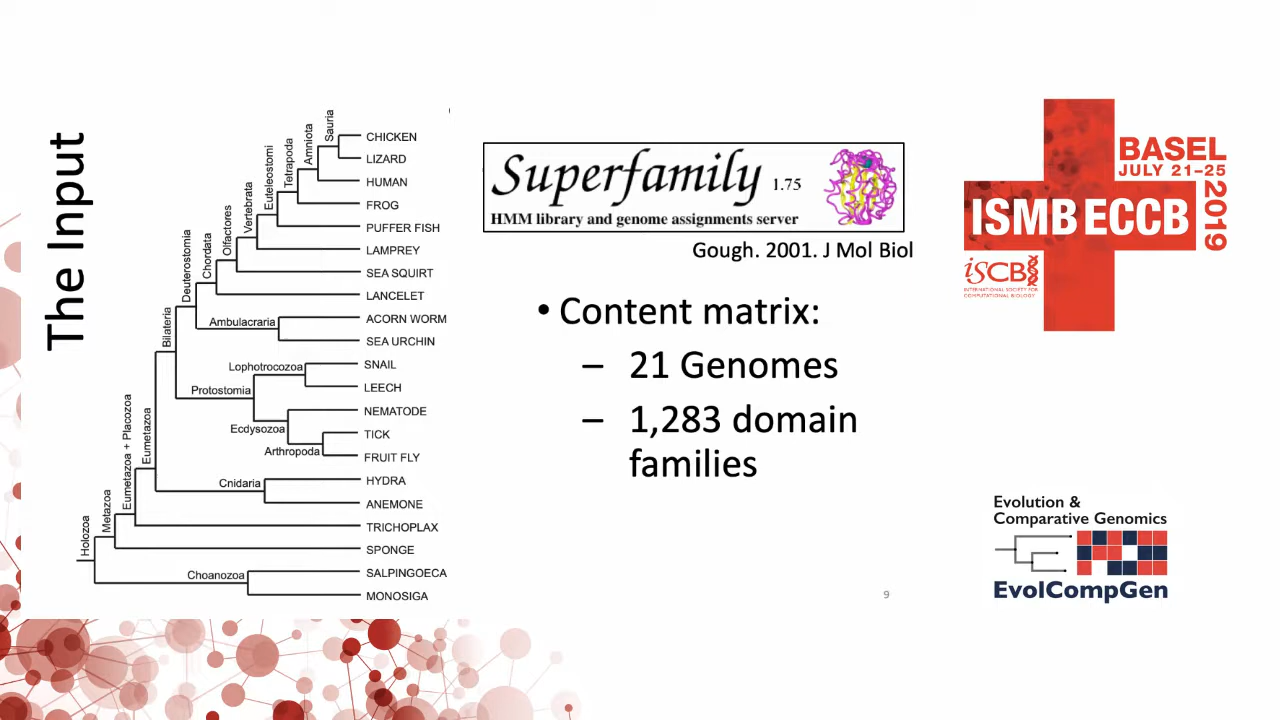 The Input
Sauria
Amniota
Tetrapoda
Euteleostomi
Vertebrata
Olfactores
Chordata
Deuterostomia
Bilateria
Eumetazoa
Eumetazoa + Placozoa
Metazoa
Holozoa
CHICKEN
LIZARD
HUMAN
FROG
PUFFER FISH
LAMPREY
SEA SQUIRT
LANCELET
Ambulacraria
ACORN WORM
SEA URCHIN
Lophotrocozoa
SNAIL
Protostomia
LEECH
NEMATODE
Ecdysozoa
TICK
Arthropoda
FRUIT FLY
Cnidaria
HYDRA
ANEMONE
TRICHOPLAX
SPONGE
Choanozoa
SALPINGOECA
MONOSIGA
Superfamily 1.75
HMM library and genome assignments server
Gough. 2001. J Mol Biol
• Content matrix:
– 21 Genomes
– 1,283 domain
families
9
BASEL
JULY 21–25
2019
ISMB ECCB
ISCB
INTERNATIONAL SOCIETY FOR
COMPUTATIONAL BIOLOGY
Evolution &
Comparative Genomics
EvolCompGen